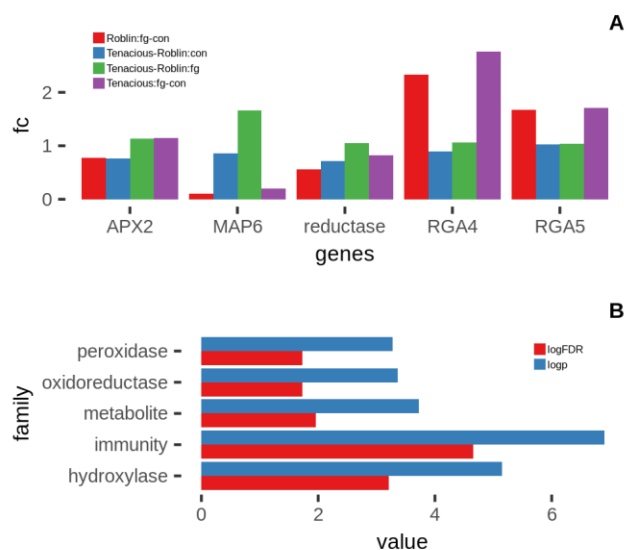 A
Roblin:fg-con
Tenacious-Roblin:con
Tenacious-Roblin:fg
Tenacious:fg-con
fc
2
1
0
APX2 MAP6 reductase RGA4 RGA5
genes
B
logFDR
logp
family
peroxidase
oxidoreductase
metabolite
immunity
hydroxylase
0 2 4 6
value